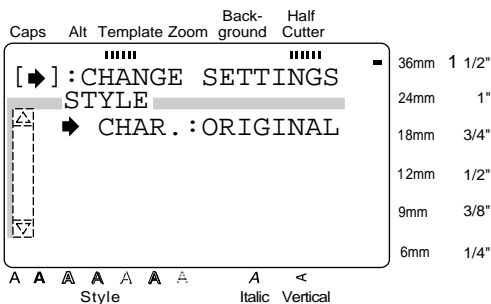 Back- Half
Caps Alt Template Zoom ground Cutter
[➡]:CHANGE SETTINGS
STYLE
➡ CHAR.:ORIGINAL
36mm 1 1/2"
24mm 1"
18mm 3/4"
12mm 1/2"
9mm 3/8"
6mm 1/4"
A A A A A A A A A
Style Italic Vertical